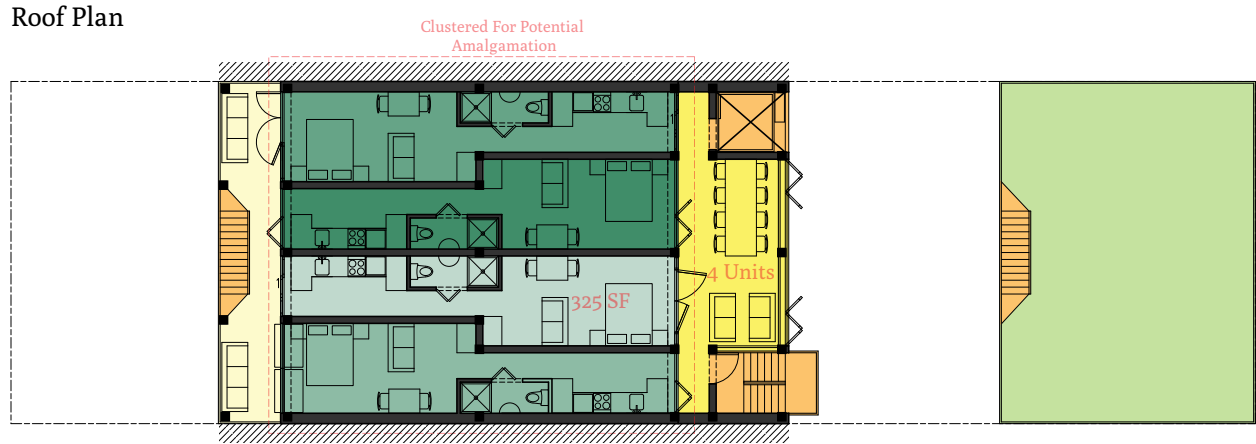 Roof Plan
Clustered For Potential
Amalgamation
4 Units
325 SF